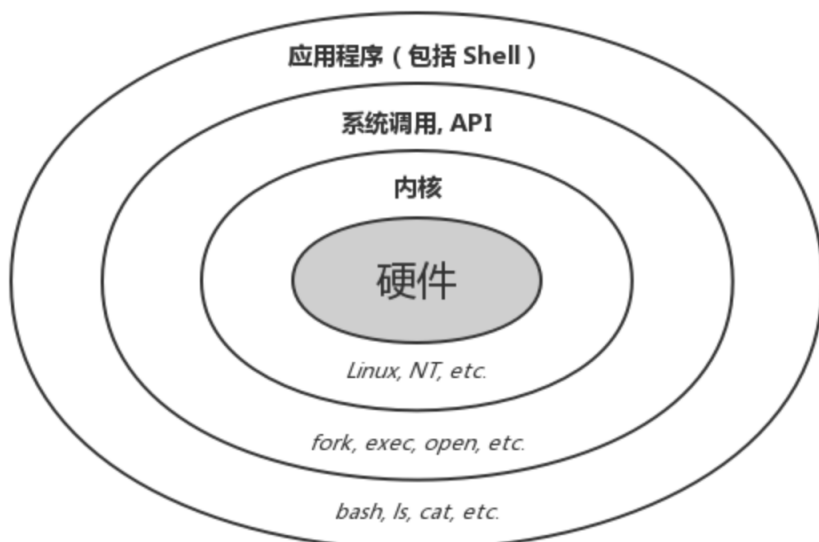 应用程序（包括 Shell）
系统调用, API
内核
硬件
Linux, NT, etc.
fork, exec, open, etc.
bash, ls, cat, etc.